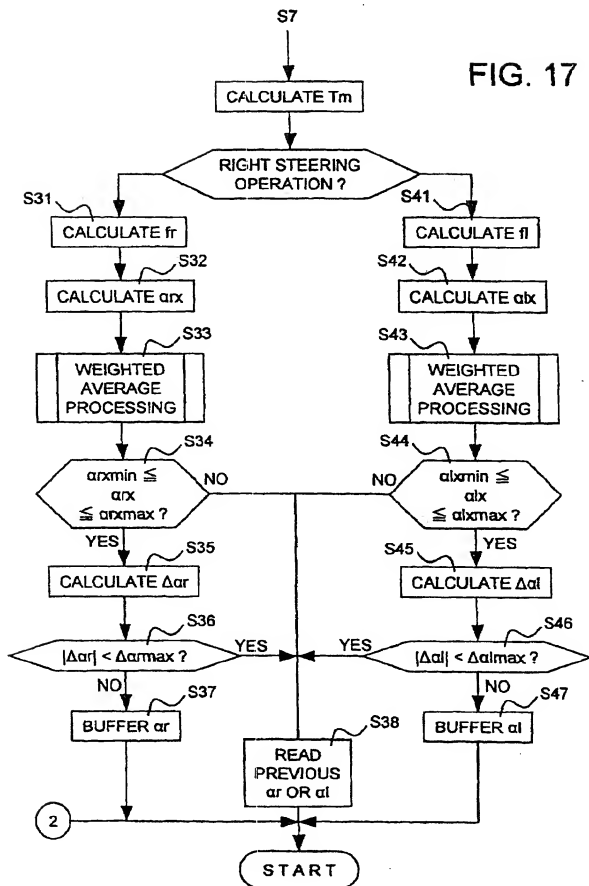 S7
FIG. 17
CALCULATE Tm
RIGHT STEERING
OPERATION ?
S31
CALCULATE fr
S32
CALCULATE αrx
S33
WEIGHTED
AVERAGE
PROCESSING
S34
αrxmin ≦
αrx
≦ αrxmax ?
NO
YES
S35
CALCULATE Δαr
S36
|Δαr| < Δαrmax ?
YES
NO
S37
BUFFER αr
S41
CALCULATE fl
S42
CALCULATE αlx
S43
WEIGHTED
AVERAGE
PROCESSING
S44
αlxmin ≦
αlx
≦ αlxmax ?
NO
YES
S45
CALCULATE Δαl
S46
|Δαl| < Δαlmax ?
YES
NO
S47
BUFFER αl
S38
READ
PREVIOUS
αr OR αl
2
START